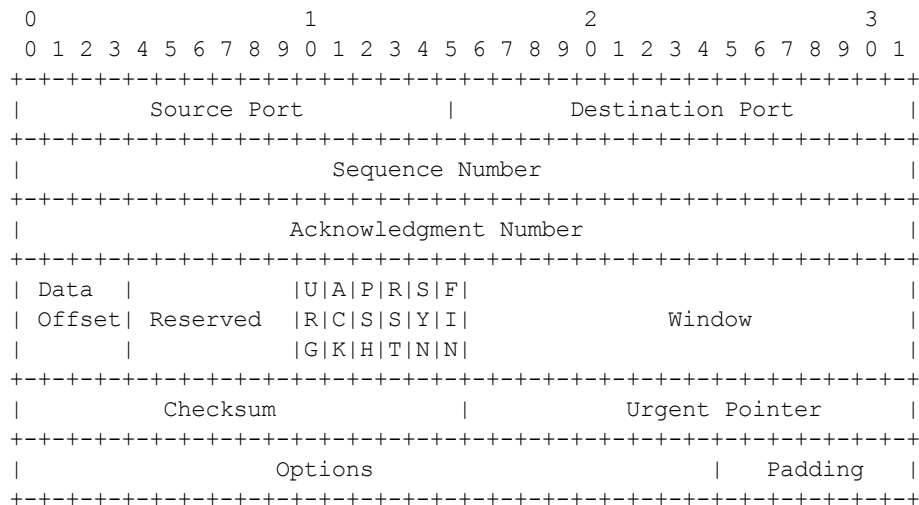 0                   1                   2                   3
 0 1 2 3 4 5 6 7 8 9 0 1 2 3 4 5 6 7 8 9 0 1 2 3 4 5 6 7 8 9 0 1
+-+-+-+-+-+-+-+-+-+-+-+-+-+-+-+-+-+-+-+-+-+-+-+-+-+-+-+-+-+-+-+-+
|         Source Port          |        Destination Port        |
+-+-+-+-+-+-+-+-+-+-+-+-+-+-+-+-+-+-+-+-+-+-+-+-+-+-+-+-+-+-+-+-+
|                      Sequence Number                          |
+-+-+-+-+-+-+-+-+-+-+-+-+-+-+-+-+-+-+-+-+-+-+-+-+-+-+-+-+-+-+-+-+
|                   Acknowledgment Number                       |
+-+-+-+-+-+-+-+-+-+-+-+-+-+-+-+-+-+-+-+-+-+-+-+-+-+-+-+-+-+-+-+-+
| Data  |           |U|A|P|R|S|F|                               |
| Offset| Reserved  |R|C|S|S|Y|I|              Window           |
|       |           |G|K|H|T|N|N|                               |
+-+-+-+-+-+-+-+-+-+-+-+-+-+-+-+-+-+-+-+-+-+-+-+-+-+-+-+-+-+-+-+-+
|          Checksum             |           Urgent Pointer      |
+-+-+-+-+-+-+-+-+-+-+-+-+-+-+-+-+-+-+-+-+-+-+-+-+-+-+-+-+-+-+-+-+
|                  Options                        |   Padding   |
+-+-+-+-+-+-+-+-+-+-+-+-+-+-+-+-+-+-+-+-+-+-+-+-+-+-+-+-+-+-+-+-+